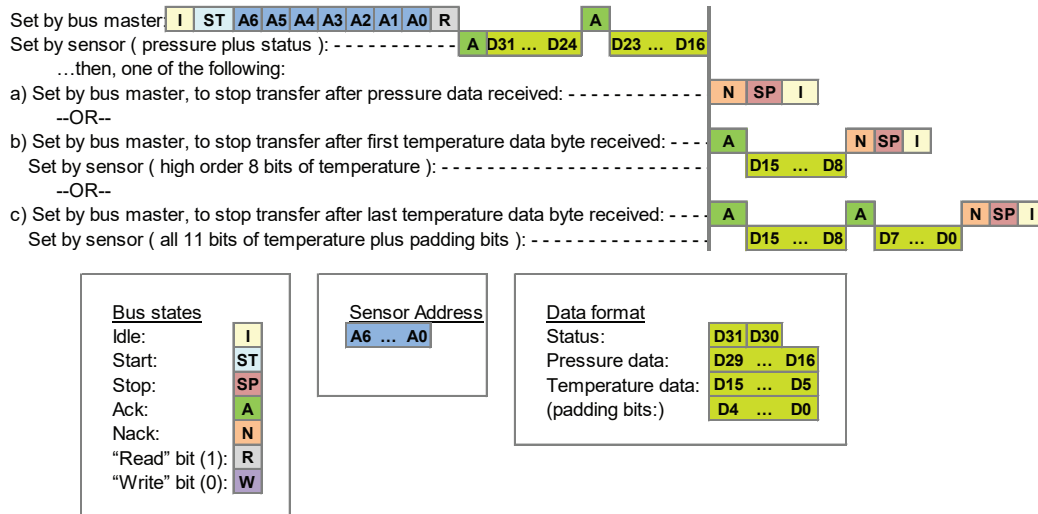 Set by bus master: I ST A6 A5 A4 A3 A2 A1 A0 R A
Set by sensor ( pressure plus status ): - - - - - - - - - - - A D31 ... D24 D23 ... D16
...then, one of the following:
a) Set by bus master, to stop transfer after pressure data received: - - - - - - - - - - - - N SP I
--OR--
b) Set by bus master, to stop transfer after first temperature data byte received: - - - - A N SP I
Set by sensor ( high order 8 bits of temperature ): - - - - - - - - - - - - - - - - - - - - - - - D15 ... D8
--OR--
c) Set by bus master, to stop transfer after last temperature data byte received: - - - - A A N SP I
Set by sensor ( all 11 bits of temperature plus padding bits ): - - - - - - - - - - - - - - - D15 ... D8 D7 ... D0
Bus states
Idle: I
Start: ST
Stop: SP
Ack: A
Nack: N
“Read” bit (1): R
“Write” bit (0): W
Sensor Address
A6 ... A0
Data format
Status: D31 D30
Pressure data: D29 ... D16
Temperature data: D15 ... D5
(padding bits:) D4 ... D0